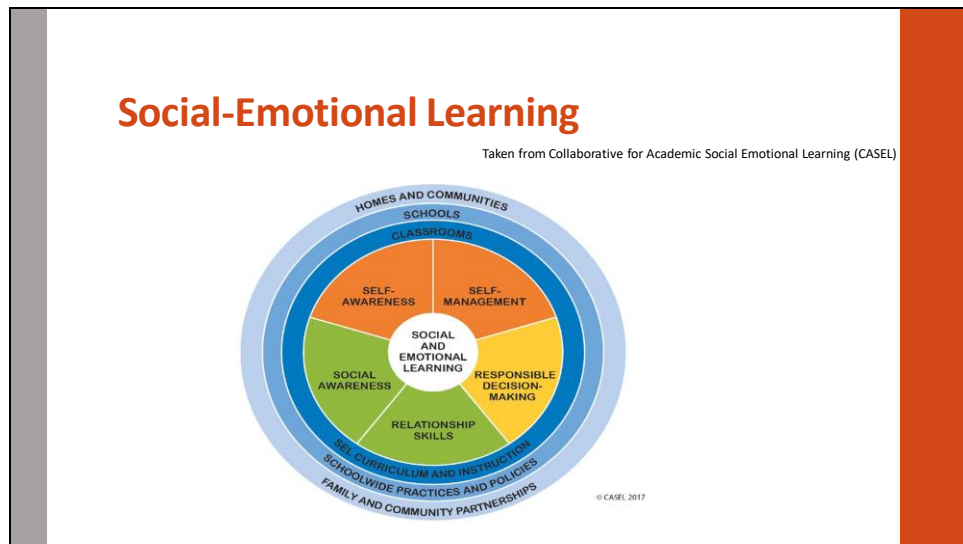 Social-Emotional Learning
Taken from Collaborative for Academic Social Emotional Learning (CASEL)
HOMES AND COMMUNITIES
SCHOOLS
CLASSROOMS
SELF-
AWARENESS
SELF-
MANAGEMENT
SOCIAL
AND
EMOTIONAL
LEARNING
SOCIAL
AWARENESS
RESPONSIBLE
DECISION-
MAKING
RELATIONSHIP
SKILLS
SEL CURRICULUM AND INSTRUCTION
SCHOOLWIDE PRACTICES AND POLICIES
FAMILY AND COMMUNITY PARTNERSHIPS
© CASEL 2017